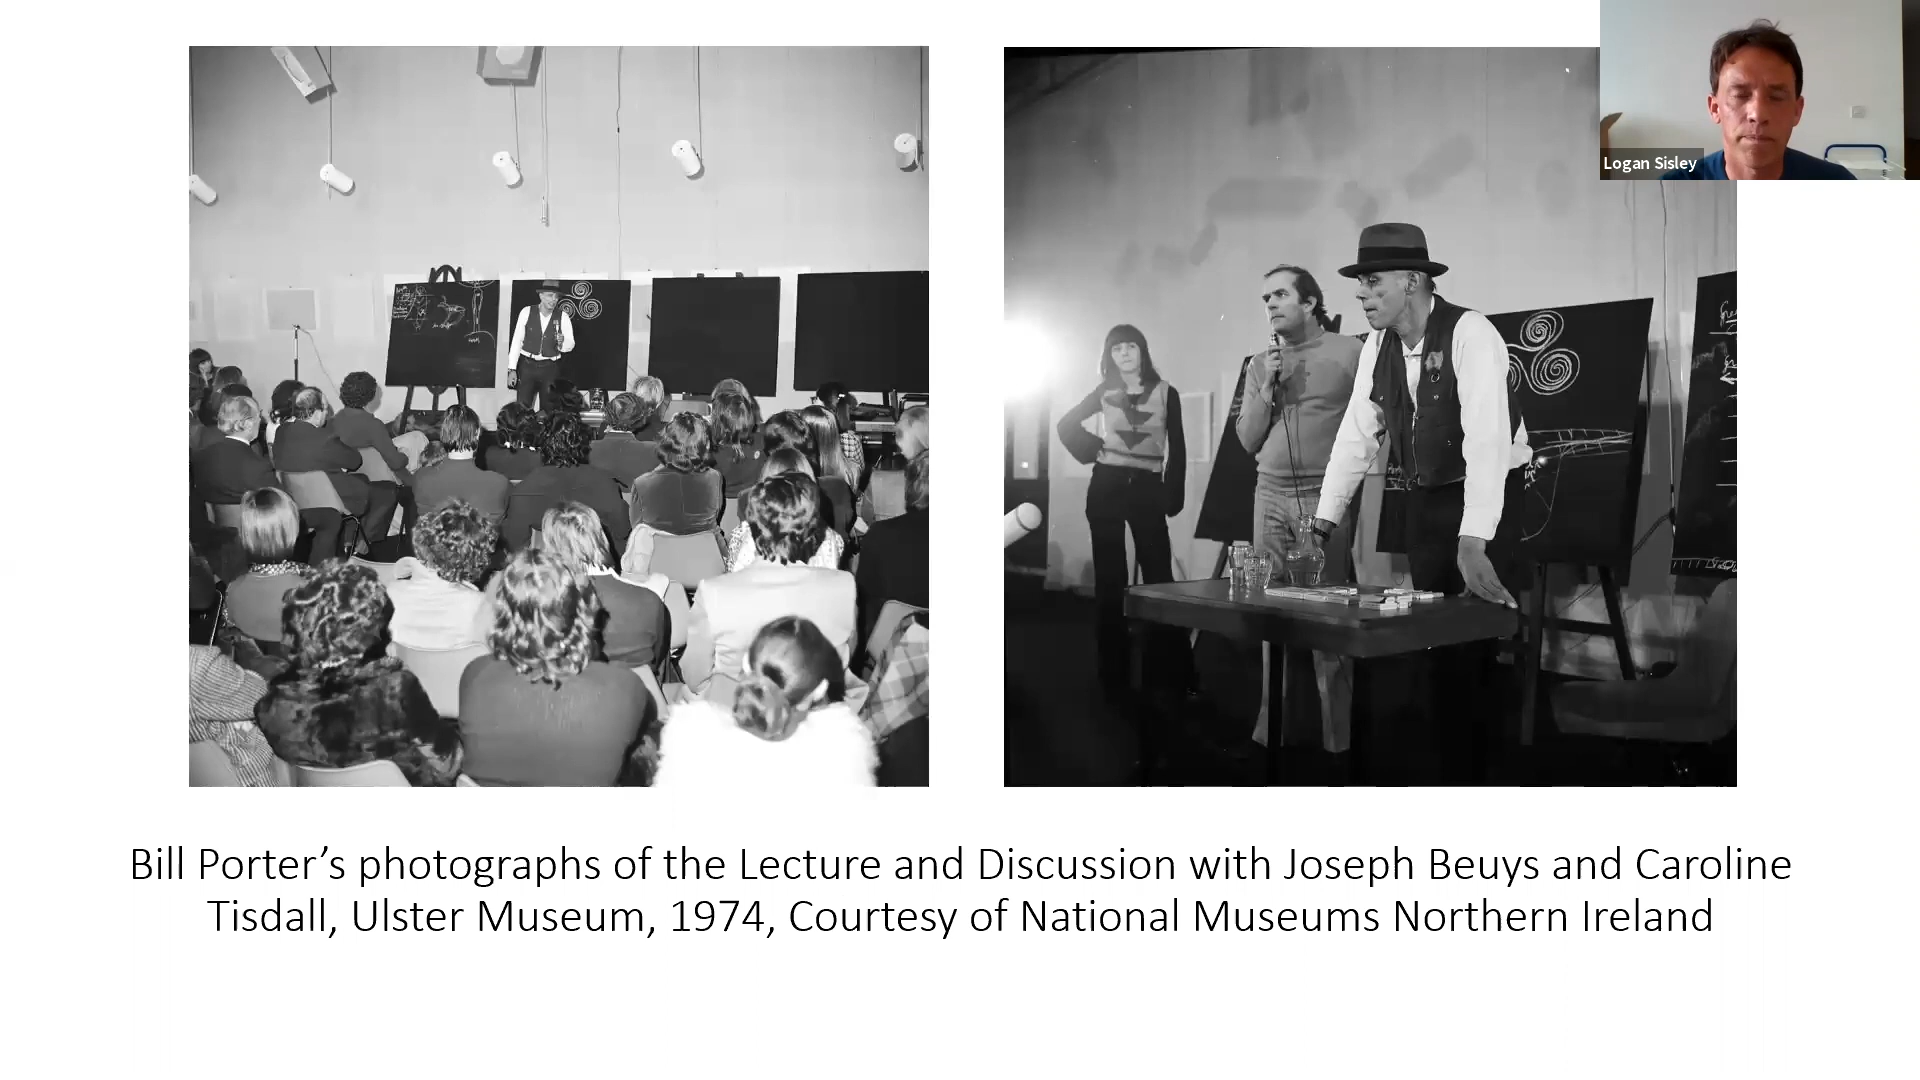 Logan Sisley
Bill Porter’s photographs of the Lecture and Discussion with Joseph Beuys and Caroline
Tisdall, Ulster Museum, 1974, Courtesy of National Museums Northern Ireland